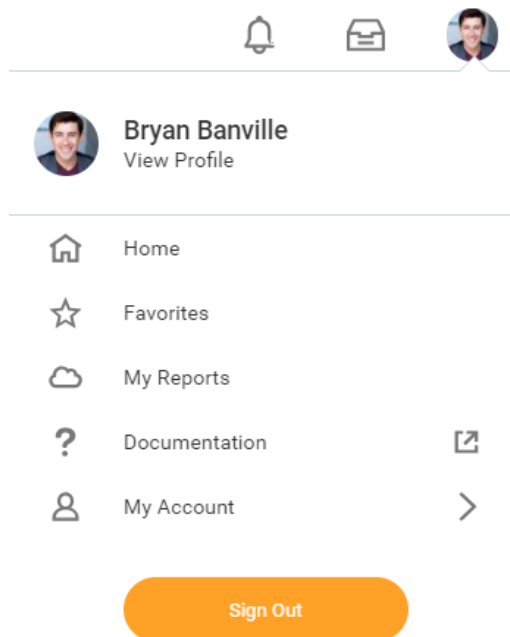 Bryan Banville
View Profile
Home
Favorites
My Reports
Documentation
My Account
Sign Out